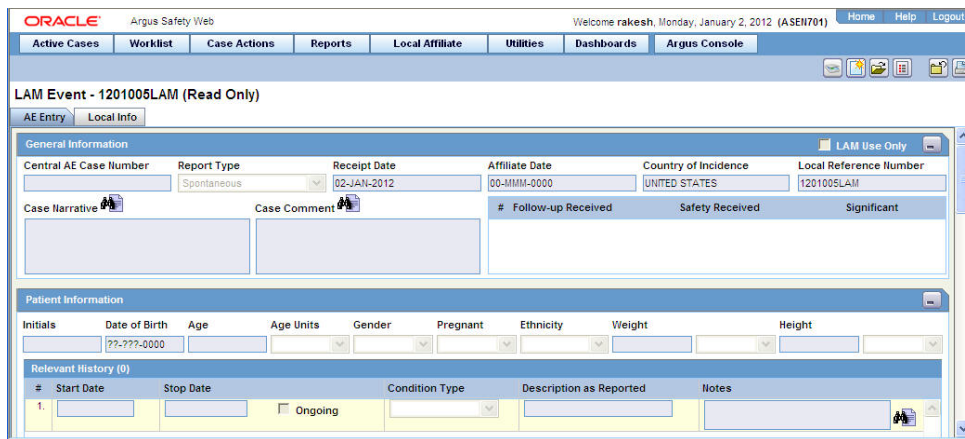 ORACLE' Argus Safety Web Welcome rakesh, Monday, January 2, 2012 (ASEN701) Home Help Logout
Active Cases Worklist Case Actions Reports Local Affiliate Utilities Dashboards Argus Console
LAM Event - 1201005LAM (Read Only)
AE Entry Local Info
General Information LAM Use Only
Central AE Case Number Report Type Receipt Date Affiliate Date Country of Incidence Local Reference Number
Spontaneous 02-JAN-2012 00-MMM-0000 UNITED STATES 1201005LAM
Case Narrative Case Comment # Follow-up Received Safety Received Significant
Patient Information
Initials Date of Birth Age Age Units Gender Pregnant Ethnicity Weight Height
??-???-0000
Relevant History (0)
# Start Date Stop Date Condition Type Description as Reported Notes
1. Ongoing